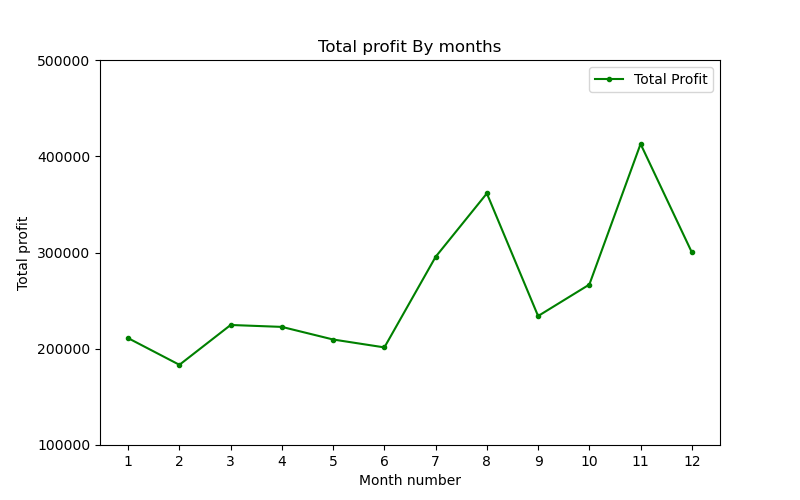 Total profit By months
Total Profit
Total profit
500000
400000
300000
200000
100000
1 2 3 4 5 6 7 8 9 10 11 12
Month number